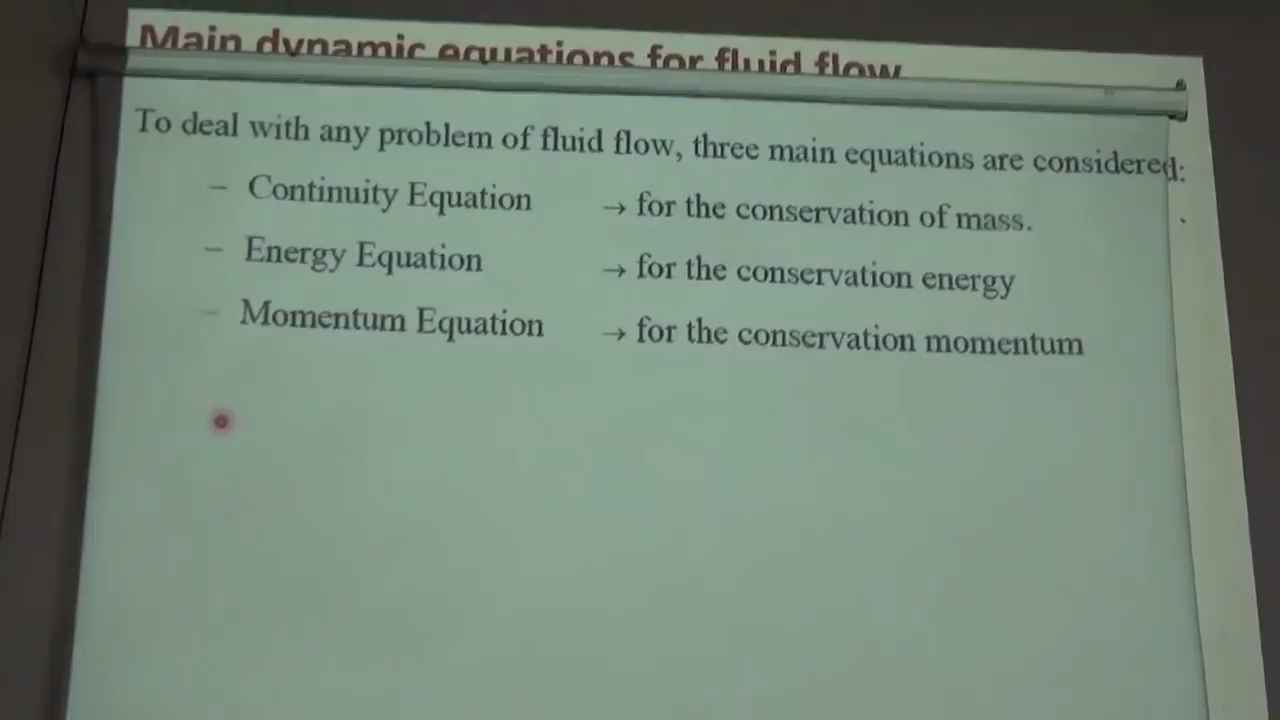 Main dynamic equations for fluid flow
To deal with any problem of fluid flow, three main equations are considered:
– Continuity Equation → for the conservation of mass.
– Energy Equation → for the conservation energy
– Momentum Equation → for the conservation momentum